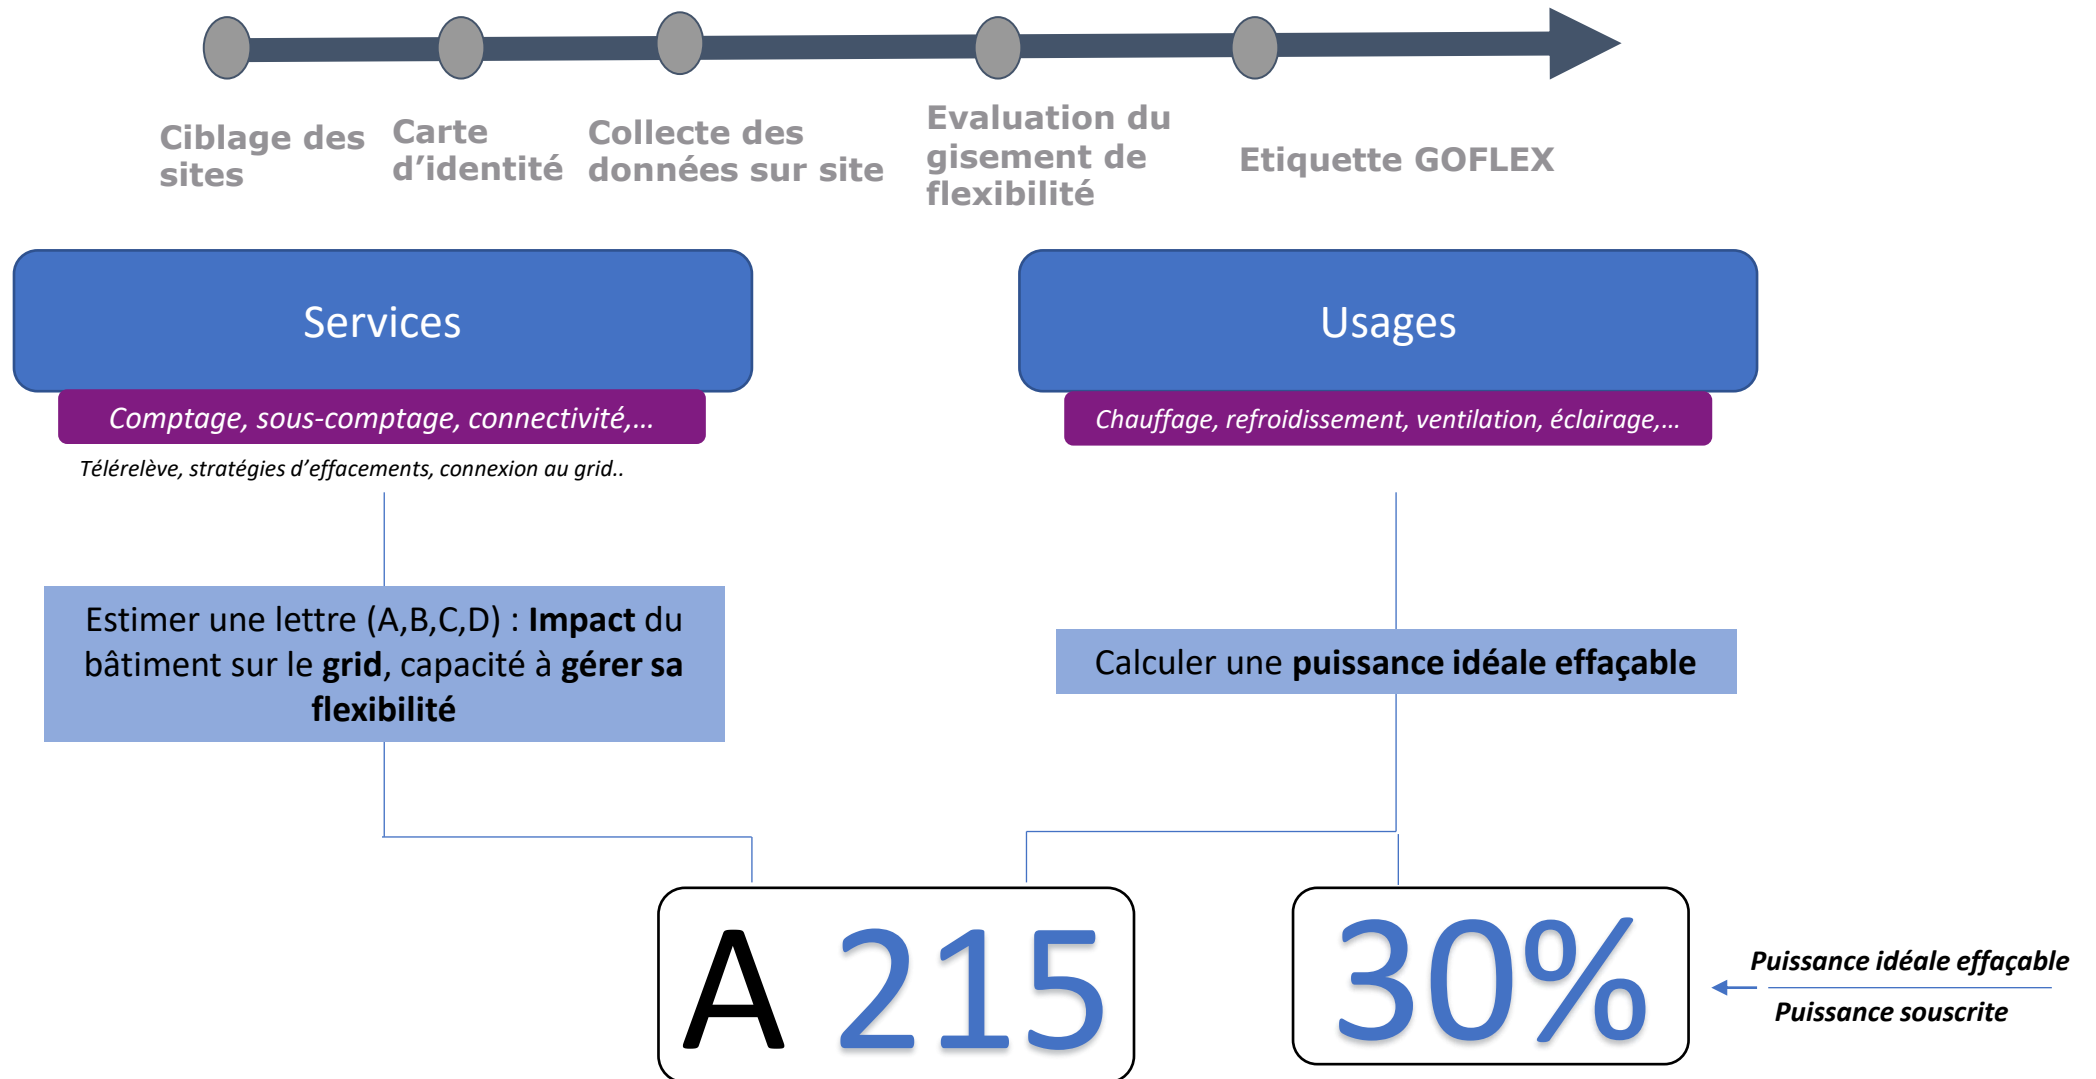 Ciblage des
sites
Carte
d’identité
Collecte des
données sur site
Evaluation du
gisement de
flexibilité
Etiquette GOFLEX
Services
Comptage, sous-comptage, connectivité,...
Télérelève, stratégies d’effacements, connexion au grid..
Usages
Chauffage, refroidissement, ventilation, éclairage,...
Estimer une lettre (A,B,C,D) : Impact du
bâtiment sur le grid, capacité à gérer sa
flexibilité
Calculer une puissance idéale effaçable
A 215
30%
Puissance idéale effaçable
Puissance souscrite